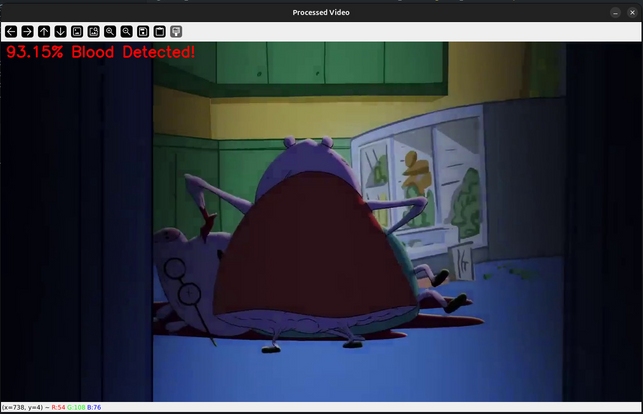 Processed Video
93.15% Blood Detected!
(x=738, y=4) ~ R:54 G:108 B:76